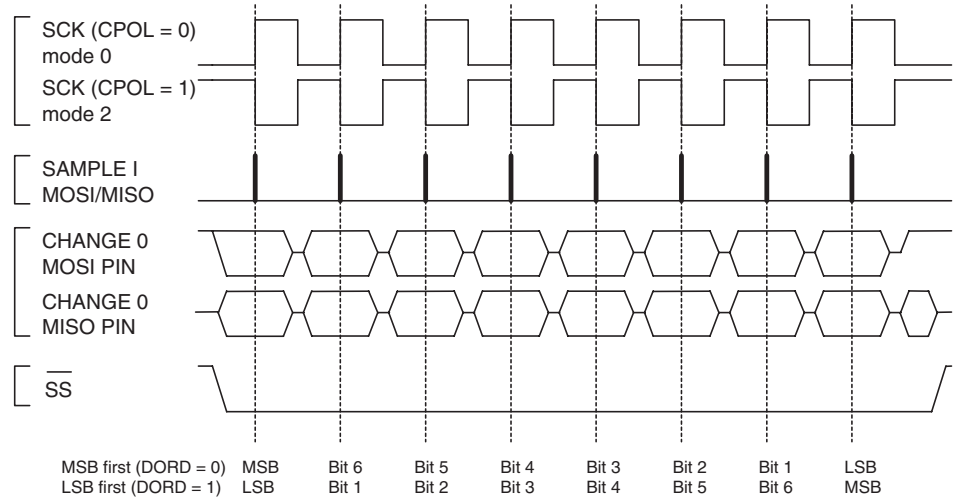 SCK (CPOL = 0)
mode 0
SCK (CPOL = 1)
mode 2
SAMPLE I
MOSI/MISO
CHANGE 0
MOSI PIN
CHANGE 0
MISO PIN
SS
MSB first (DORD = 0) MSB Bit 6 Bit 5 Bit 4 Bit 3 Bit 2 Bit 1 LSB
LSB first (DORD = 1) LSB Bit 1 Bit 2 Bit 3 Bit 4 Bit 5 Bit 6 MSB